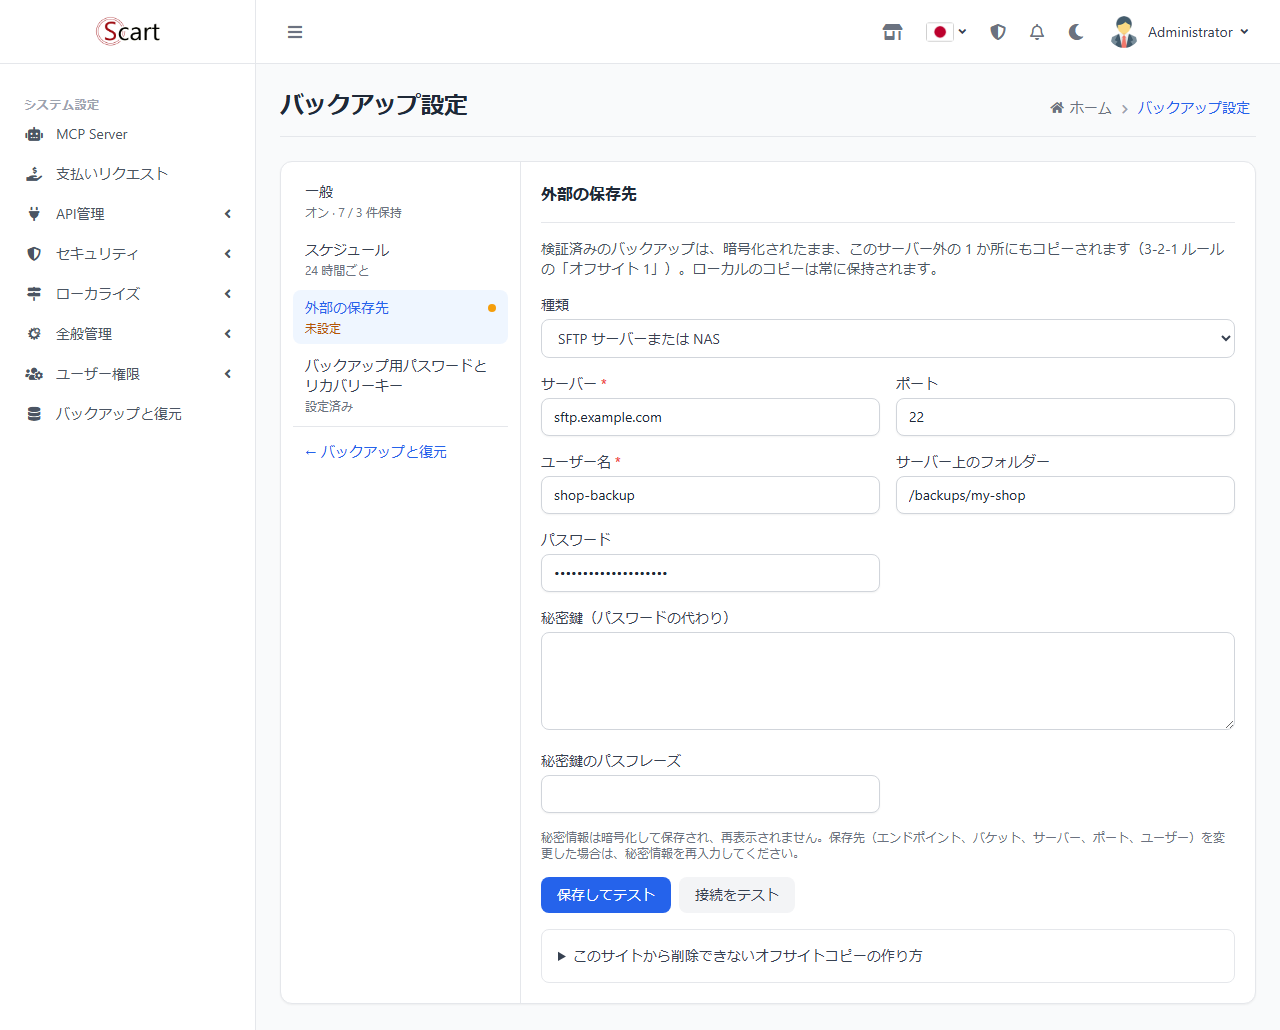 Scart
Administrator
システム設定
MCP Server
支払いリクエスト
API管理
セキュリティ
ローカライズ
全般管理
ユーザー権限
バックアップと復元
バックアップ設定
ホーム
バックアップ設定
一般
オン · 7 / 3 件保持
スケジュール
24 時間ごと
外部の保存先
未設定
バックアップ用パスワードと
リカバリーキー
設定済み
← バックアップと復元
外部の保存先
検証済みのバックアップは、暗号化されたまま、このサーバー外の 1 か所にもコピーされます（3-2-1 ルール
の「オフサイト 1」）。ローカルのコピーは常に保持されます。
種類
SFTP サーバーまたは NAS
サーバー *
ポート
sftp.example.com
22
ユーザー名 *
サーバー上のフォルダー
shop-backup
/backups/my-shop
パスワード
••••••••••••••••••••
秘密鍵（パスワードの代わり）
秘密鍵のパスフレーズ
秘密情報は暗号化して保存され、再表示されません。保存先（エンドポイント、バケット、サーバー、ポート、ユーザー）を変
更した場合は、秘密情報を再入力してください。
保存してテスト
接続をテスト
▶ このサイトから削除できないオフサイトコピーの作り方